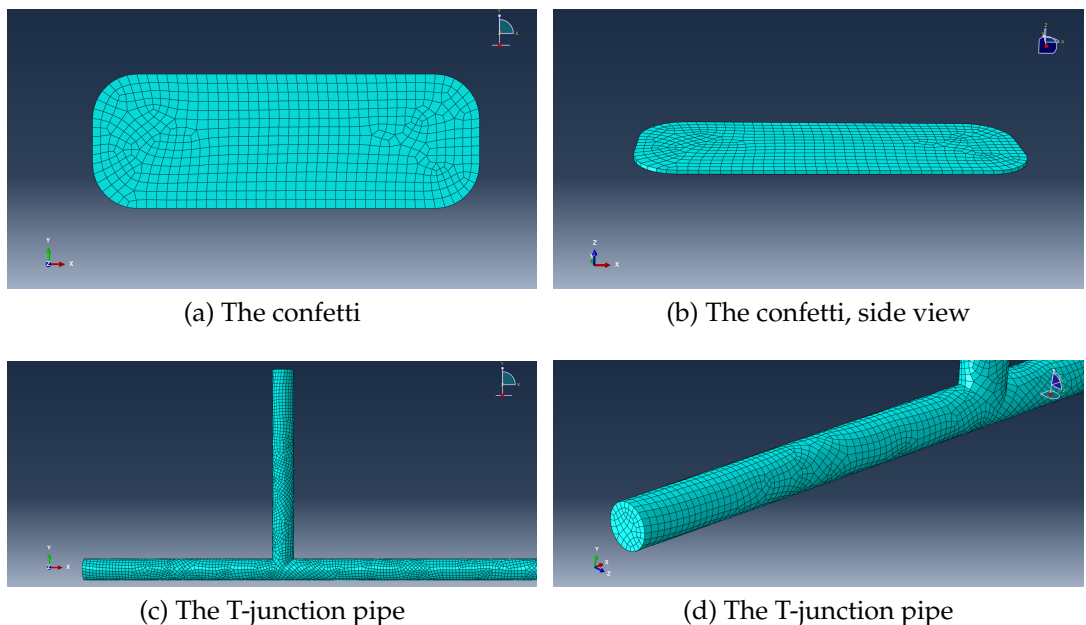 (a) The confetti
(b) The confetti, side view
(c) The T-junction pipe
(d) The T-junction pipe